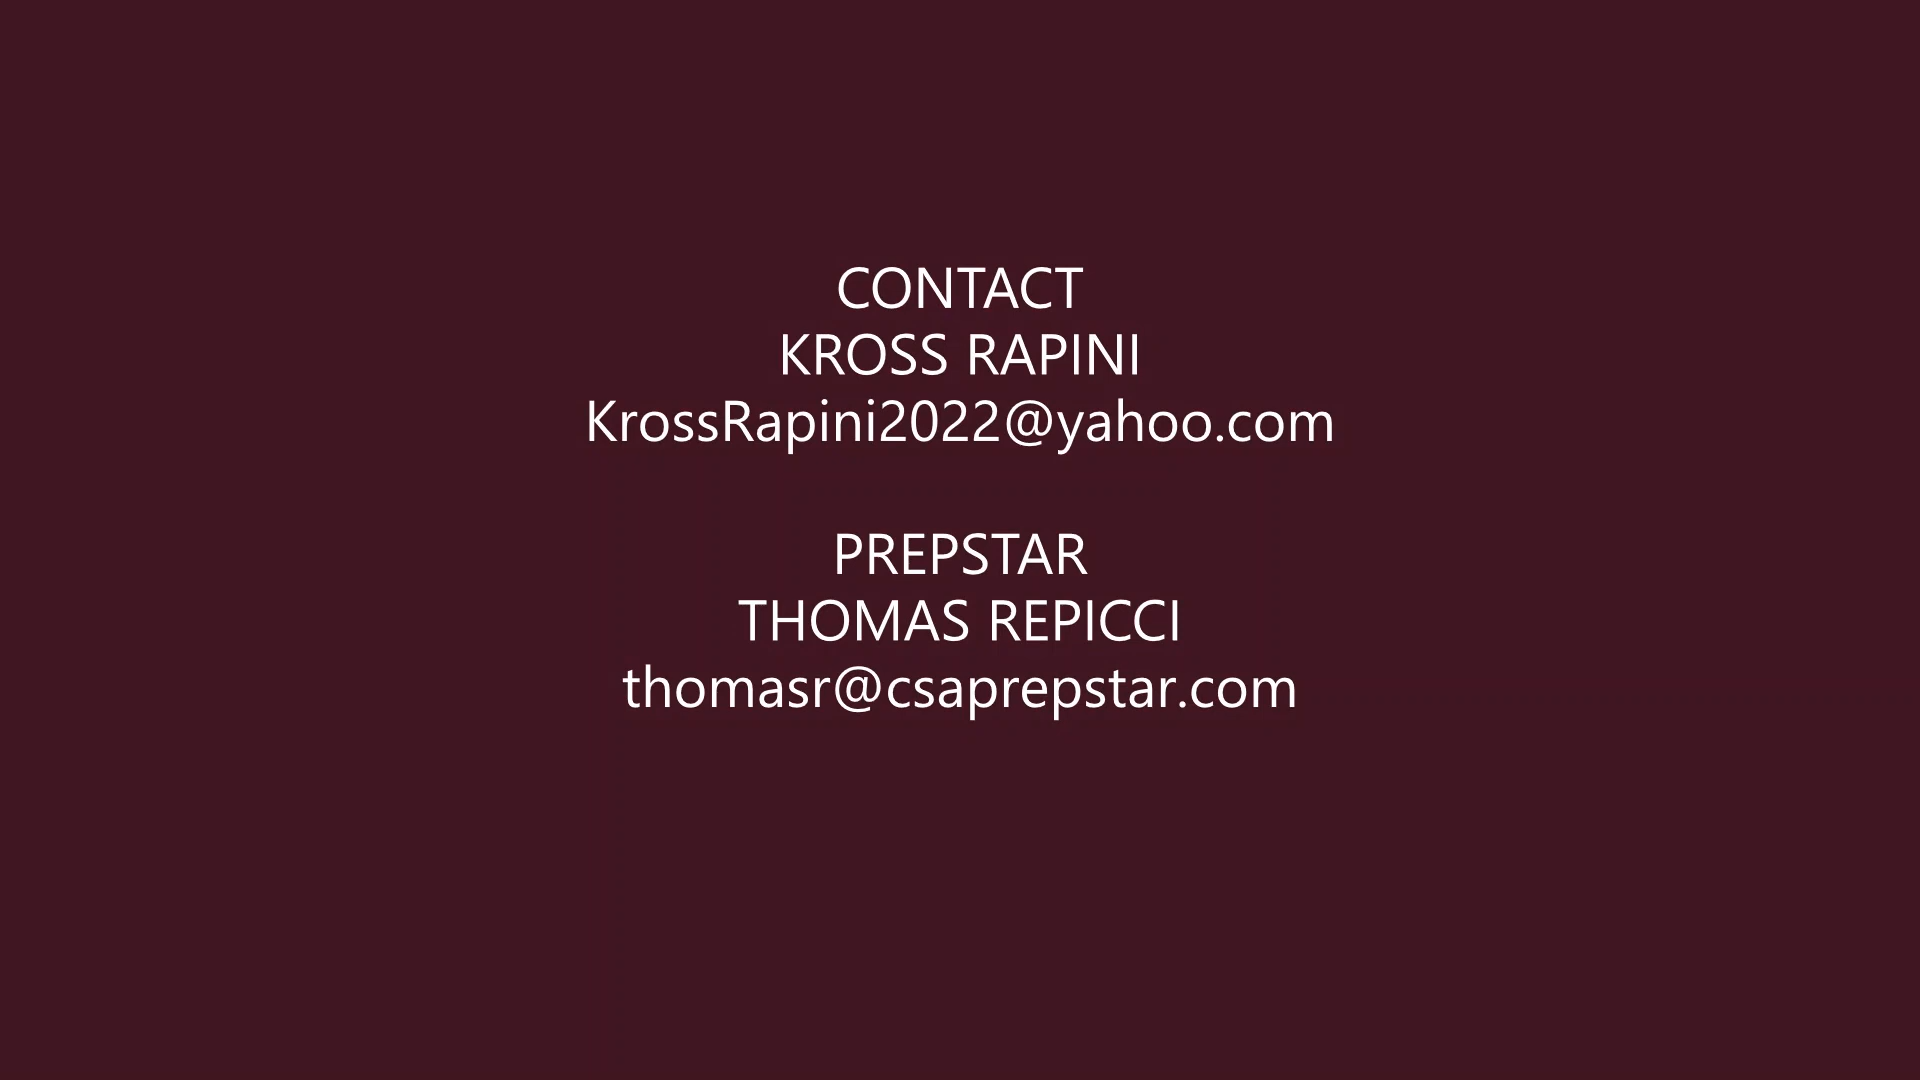 CONTACT
KROSS RAPINI
KrossRapini2022@yahoo.com
PREPSTAR
THOMAS REPICCI
thomasr@csaprepstar.com